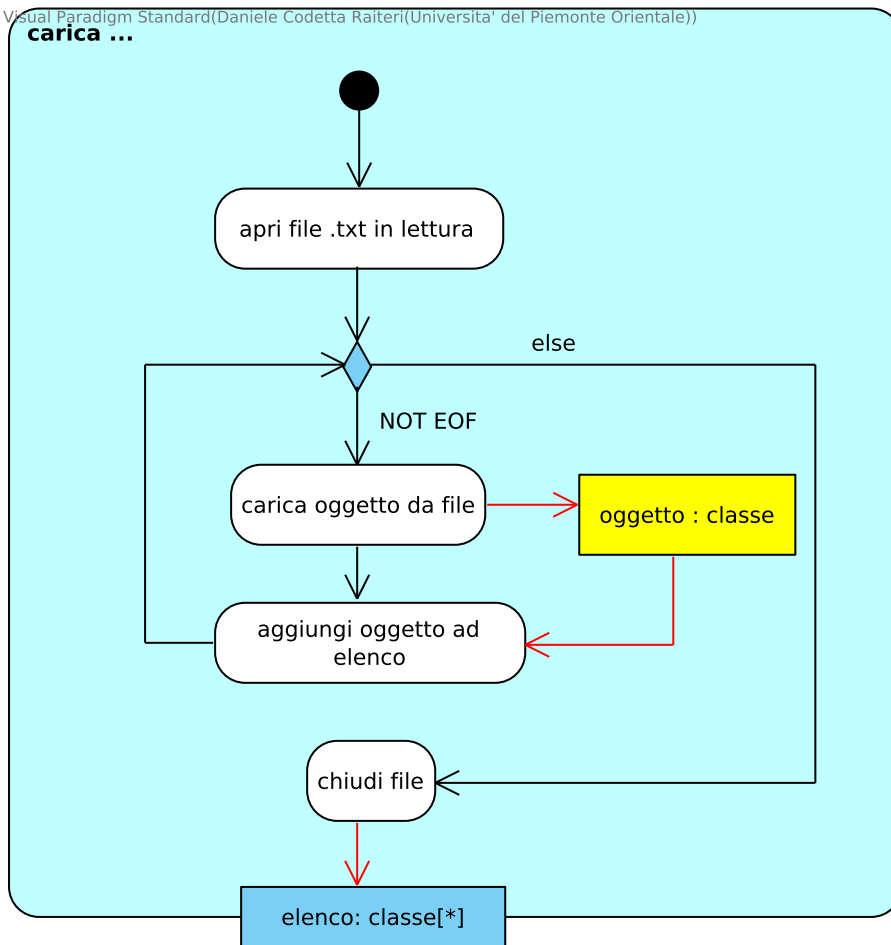 Visual Paradigm Standard(Daniele Codetta Raiteri(Universita' del Piemonte Orientale))
carica ...
apri file .txt in lettura
else
NOT EOF
carica oggetto da file
oggetto : classe
aggiungi oggetto ad
elenco
chiudi file
elenco: classe[*]